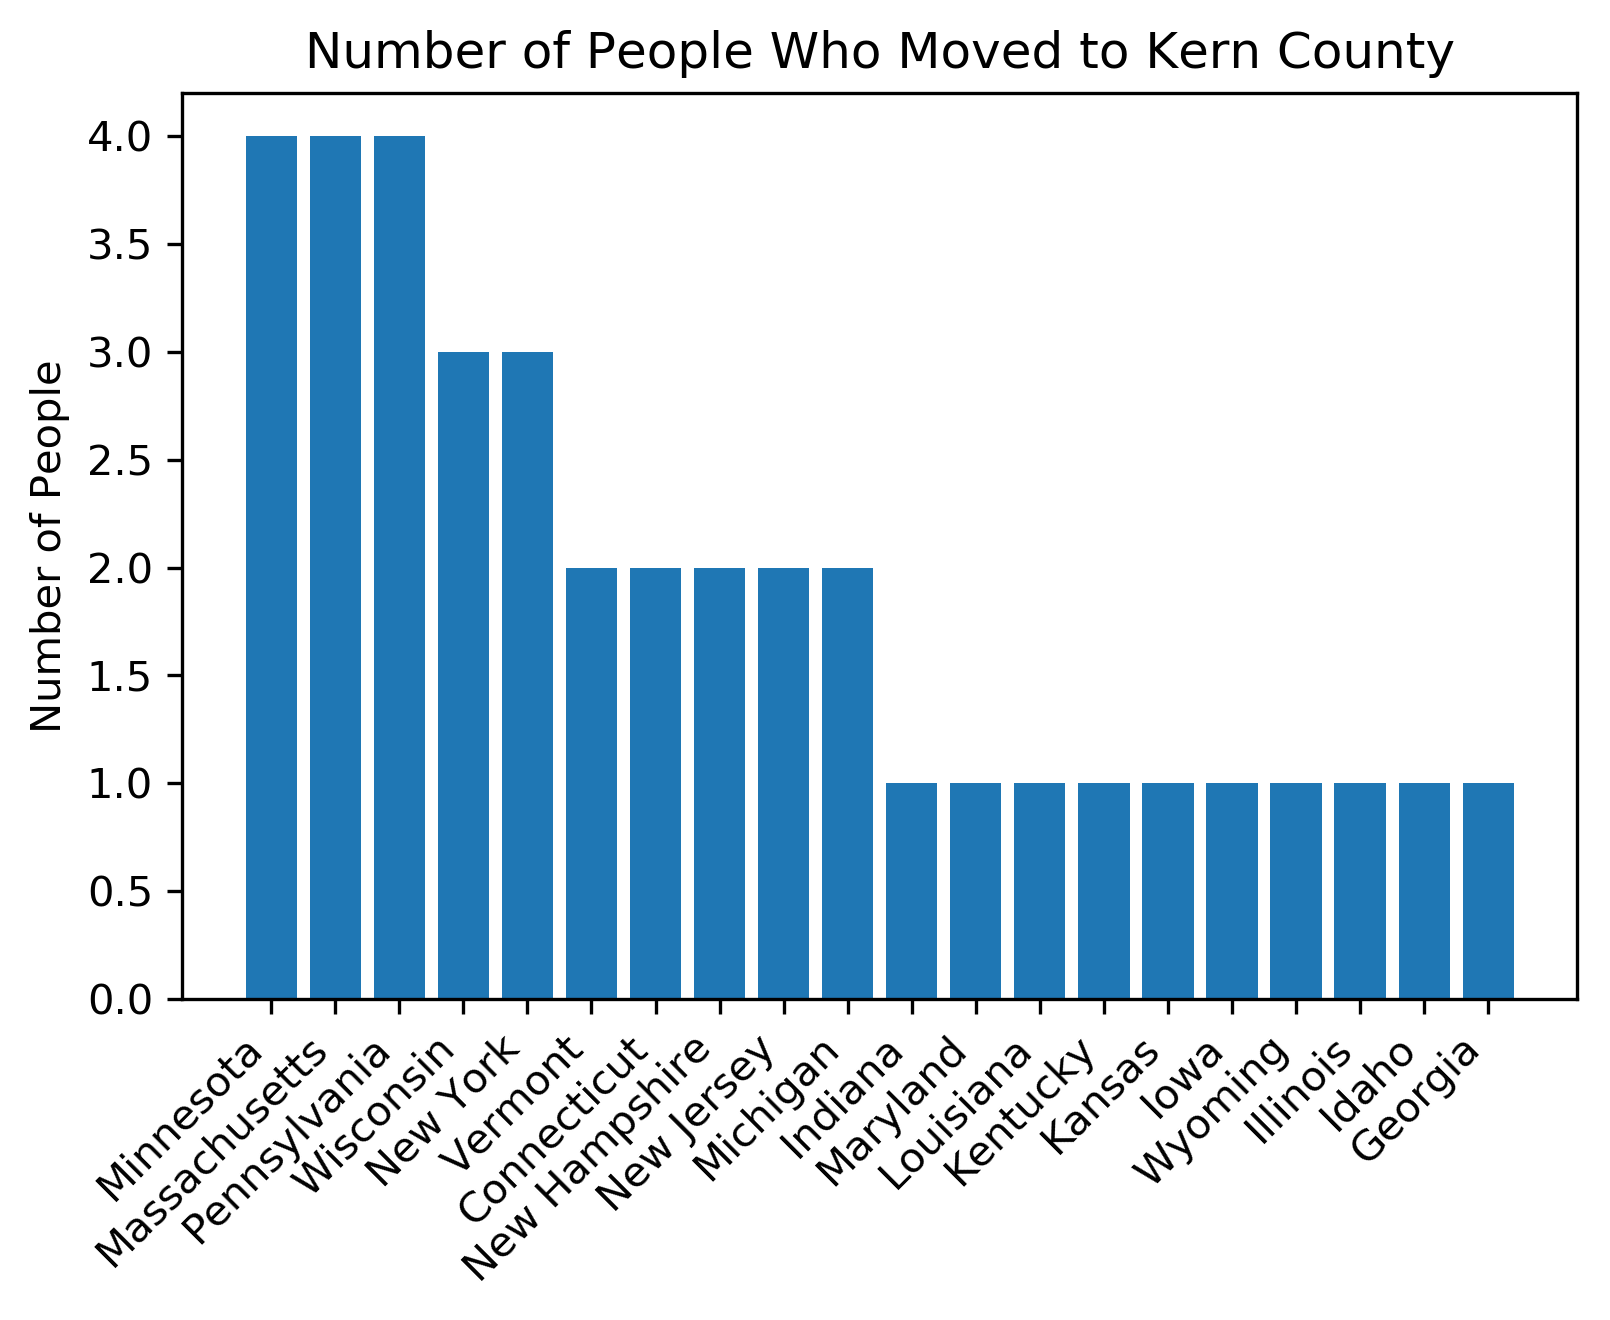 Number of People Who Moved to Kern County
Number of People
4.0
3.5
3.0
2.5
2.0
1.5
1.0
0.5
0.0
Minnesota
Massachusetts
Pennsylvania
Wisconsin
New York
Vermont
Connecticut
New Hampshire
New Jersey
Michigan
Indiana
Maryland
Louisiana
Kentucky
Kansas
Iowa
Wyoming
Illinois
Idaho
Georgia